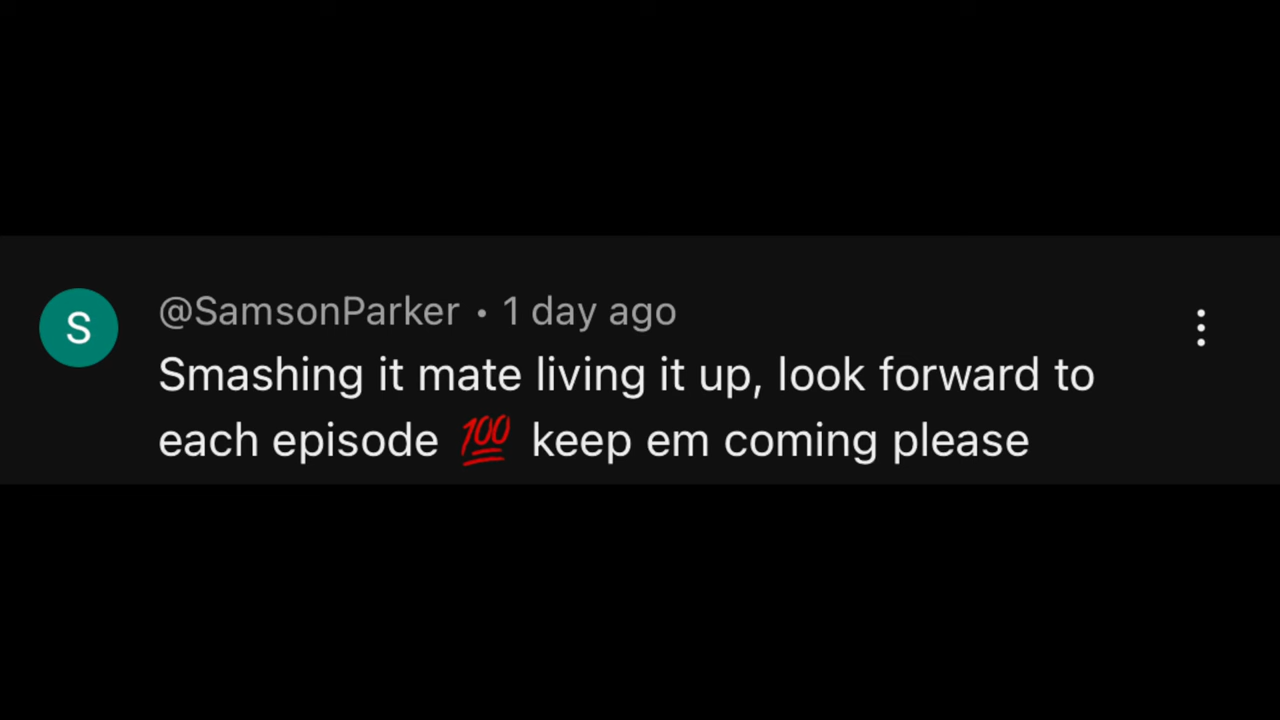 S
@SamsonParker • 1 day ago
Smashing it mate living it up, look forward to
each episode 💯 keep em coming please